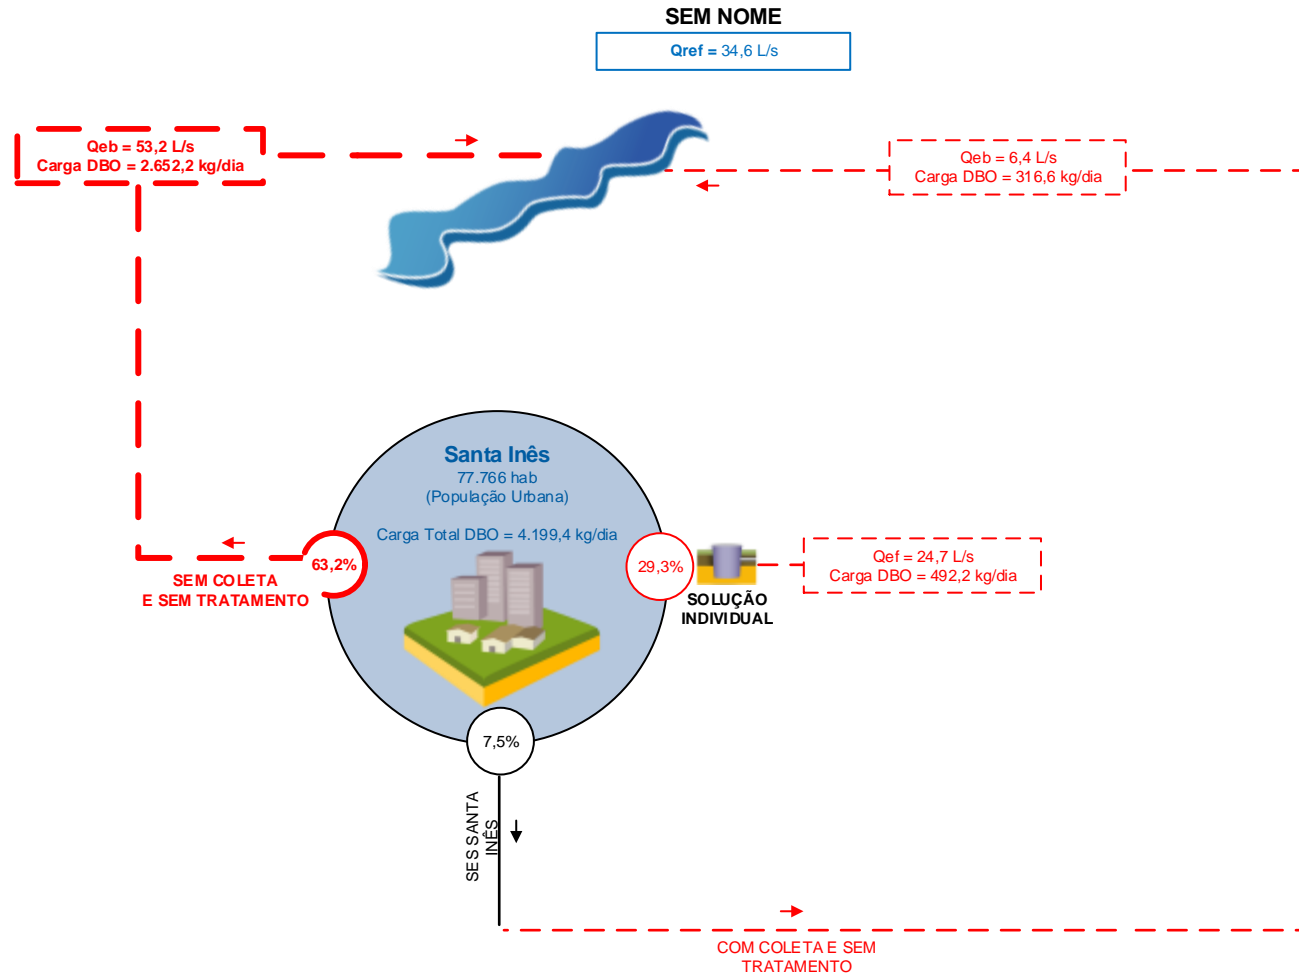 SEM NOME
Qref = 34,6 L/s
Qeb = 53,2 L/s
Carga DBO = 2.652,2 kg/dia
Qeb = 6,4 L/s
Carga DBO = 316,6 kg/dia
Santa Inês
77.766 hab
(População Urbana)
Carga Total DBO = 4.199,4 kg/dia
63,2%
SEM COLETA
E SEM TRATAMENTO
29,3%
SOLUÇÃO
INDIVIDUAL
Qef = 24,7 L/s
Carga DBO = 492,2 kg/dia
7,5%
SES SANTA
INÊS
COM COLETA E SEM
TRATAMENTO